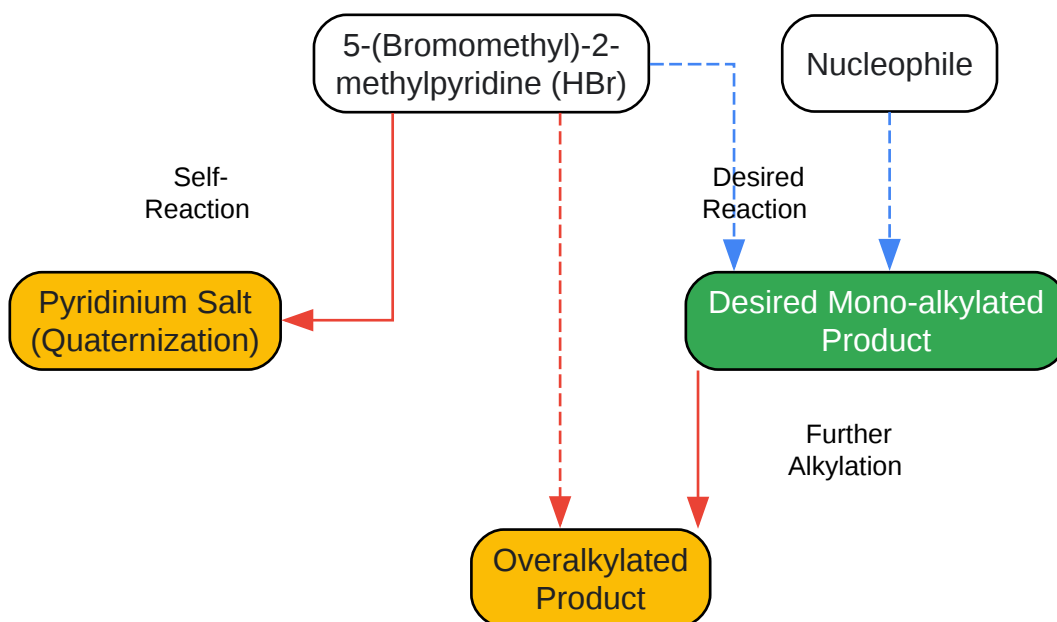 5-(Bromomethyl)-2-
methylpyridine (HBr)
Nucleophile
Self-
Reaction
Desired
Reaction
Pyridinium Salt
(Quaternization)
Desired Mono-alkylated
Product
Further
Alkylation
Overalkylated
Product